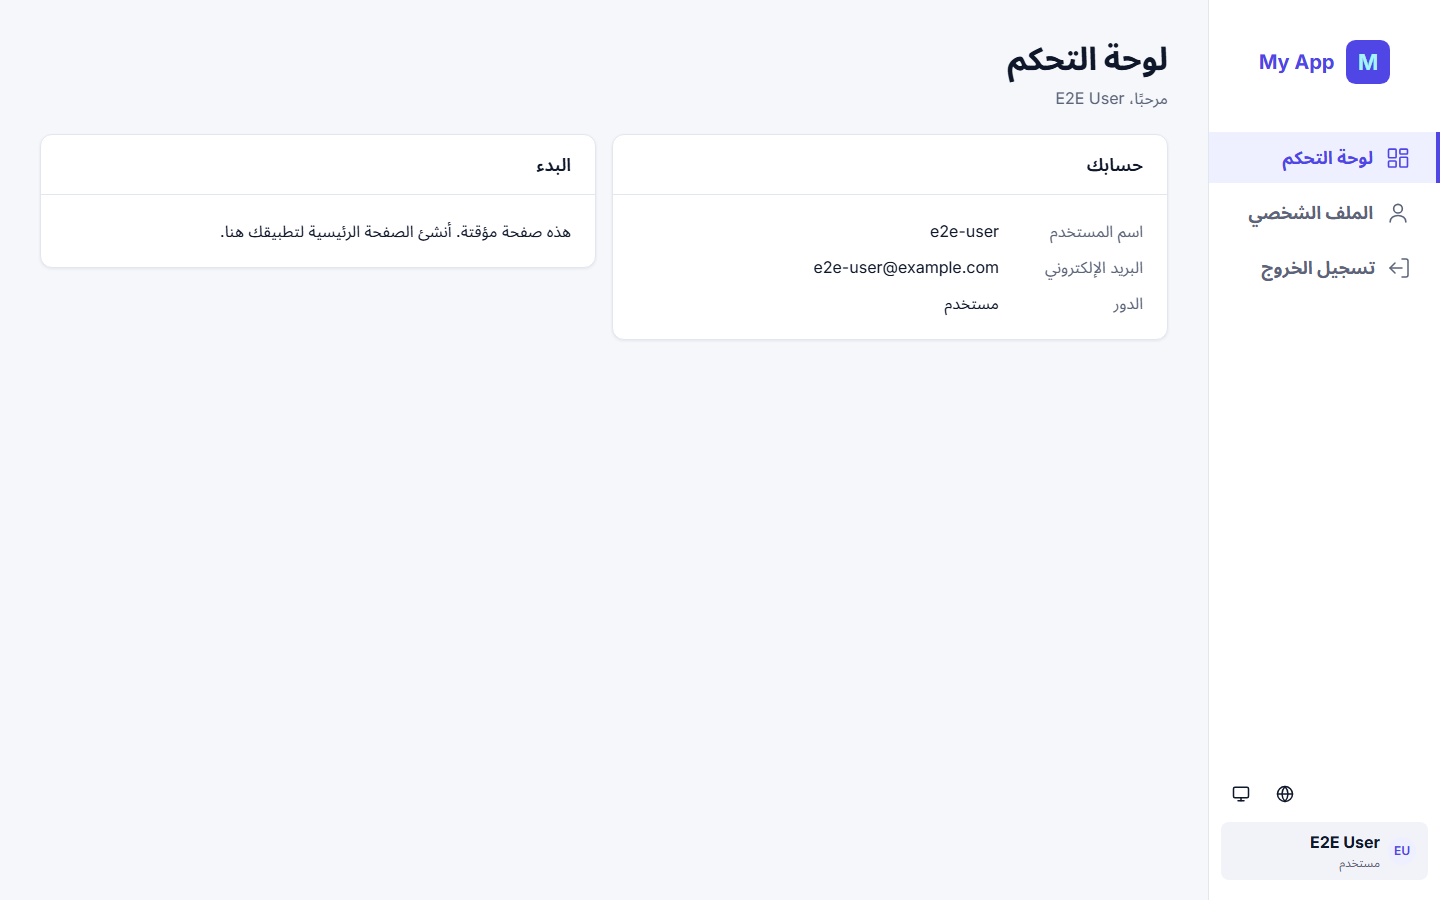 M My App
لوحة التحكم
الملف الشخصي
تسجيل الخروج
EU E2E User
مستخدم
لوحة التحكم
مرحبًا، E2E User
حسابك
اسم المستخدم e2e-user
البريد الإلكتروني e2e-user@example.com
الدور مستخدم
البدء
هذه صفحة مؤقتة. أنشئ الصفحة الرئيسية لتطبيقك هنا.